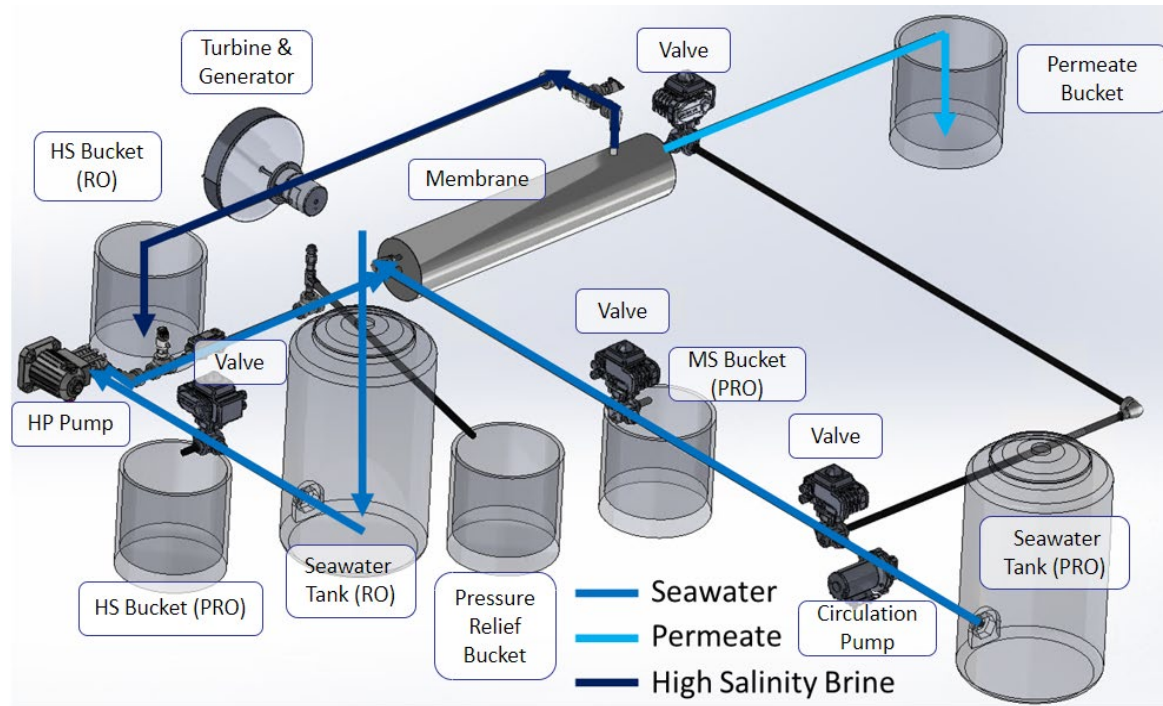 Turbine &
Generator
Valve
Permeate
Bucket
HS Bucket
(RO)
Membrane
Valve
MS Bucket
(PRO)
Valve
HP Pump
Valve
HS Bucket (PRO)
Seawater
Tank (RO)
Pressure
Relief
Bucket
Circulation
Pump
Seawater
Tank (PRO)
Seawater
Permeate
High Salinity Brine